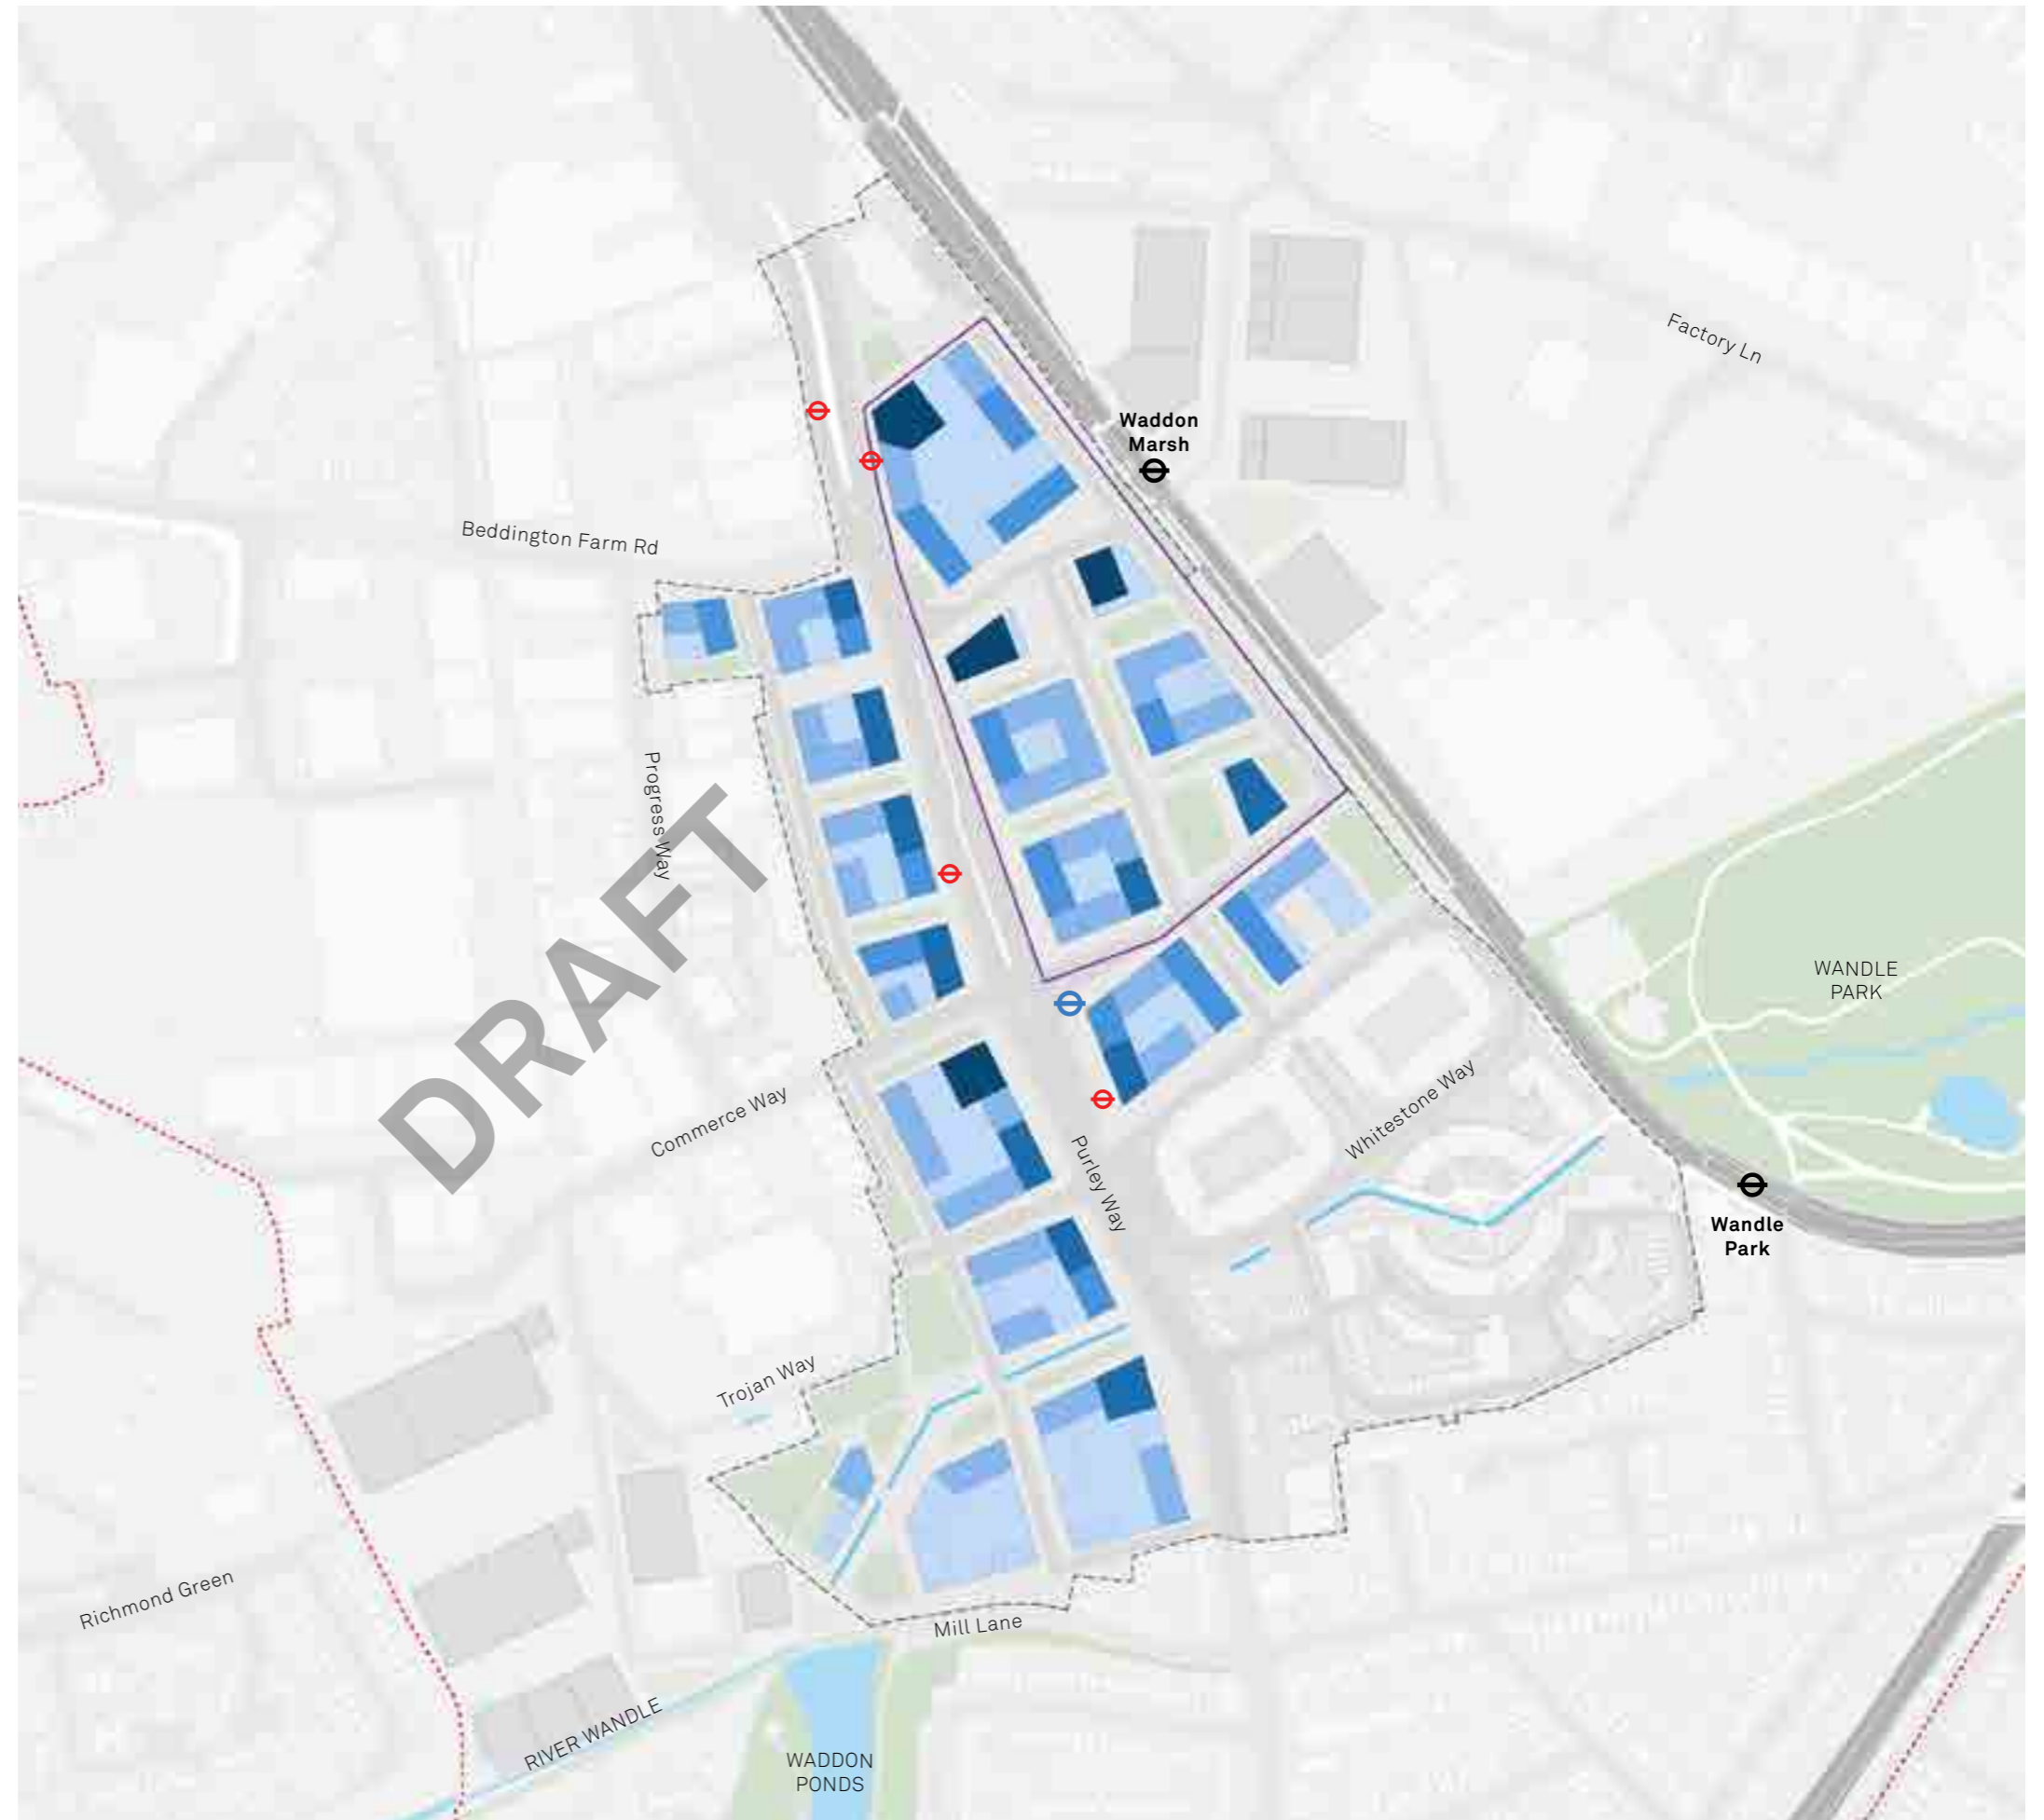 Factory Ln
Waddon
Marsh
Beddington Farm Rd
Progress Way
DRAFT
WANDLE
PARK
Commerce Way
Whitestone Way
Purley Way
Wandle
Park
Trojan Way
Richmond Green
Mill Lane
RIVER WANDLE
WADDON
PONDS